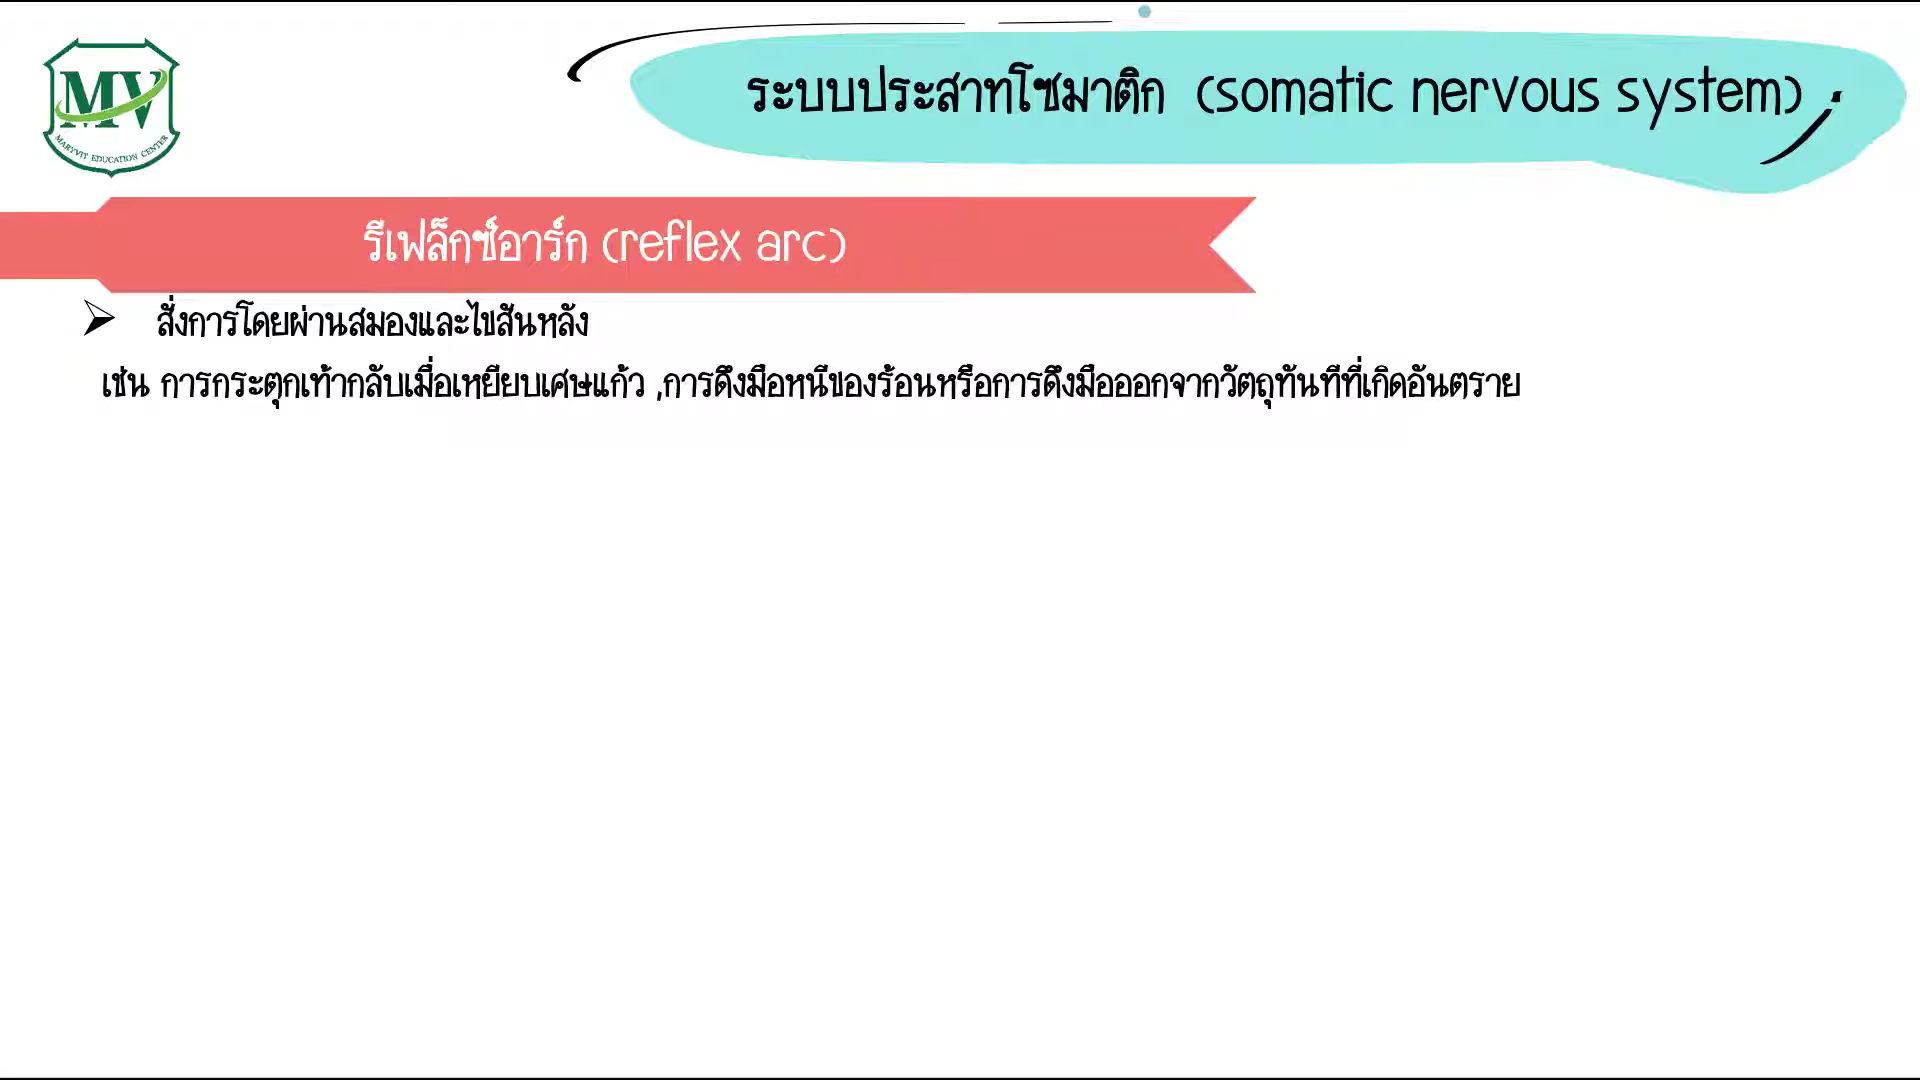 MV
MARYVIT EDUCATION CENTER
ระบบประสาทโซมาติก (somatic nervous system)
รีเฟล็กซ์อาร์ก (reflex arc)
➢ สั่งการโดยผ่านสมองและไขสันหลัง
เช่น การกระตุกเท้ากลับเมื่อเหยียบเศษแก้ว ,การดึงมือหนีของร้อนหรือการดึงมือออกจากวัตถุทันทีที่เกิดอันตราย